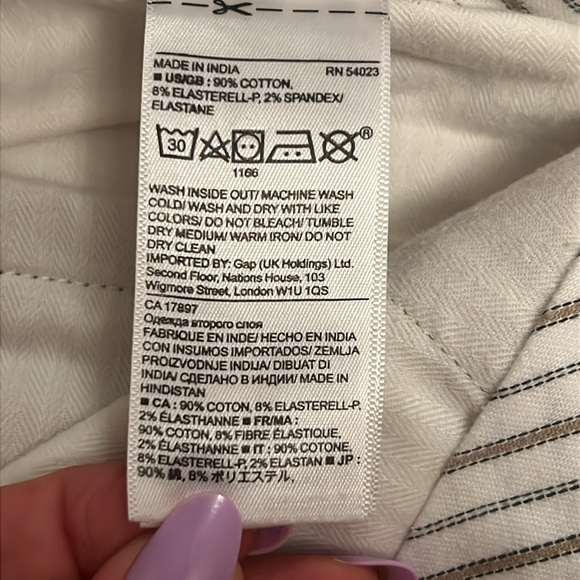 MADE IN INDIA RN 54023
■ US/GB : 90% COTTON,
8% ELASTERELL-P, 2% SPANDEX/
ELASTANE
30
®
1166
WASH INSIDE OUT/ MACHINE WASH
COLD/ WASH AND DRY WITH LIKE
COLORS/ DO NOT BLEACH/ TUMBLE
DRY MEDIUM/ WARM IRON/ DO NOT
DRY CLEAN
IMPORTED BY: Gap (UK Holdings) Ltd.
Second Floor, Nations House, 103
Wigmore Street, London W1U 1QS
CA 17897
Одежда второго слоя
FABRIQUE EN INDE/ HECHO EN INDIA
CON INSUMOS IMPORTADOS/ ZEMLJA
PROIZVODNJE INDIJA/ DIBUAT DI
INDIA/ СДЕЛАНО В ИНДИИ/ MADE IN
HINDISTAN
■ CA : 90% COTON, 8% ELASTERELL-P,
2% ÉLASTHANNE ■ FR/MA :
90% COTON, 8% FIBRE ÉLASTIQUE,
2% ÉLASTHANNE ■ IT : 90% COTONE,
8% ELASTERELL-P, 2% ELASTAN ■ JP :
90% 綿, 8% ポリエステル,